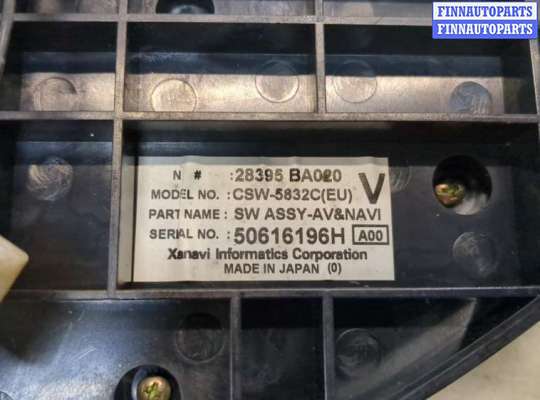 FINNAUTOPARTS
FINNAUTOPARTS
N # : 28395 BA020
MODEL NO. : CSW-5832C(EU) V
PART NAME : SW ASSY-AV&NAVI
SERIAL NO. : 50616196H A00
Xanavi Informatics Corporation
MADE IN JAPAN (0)